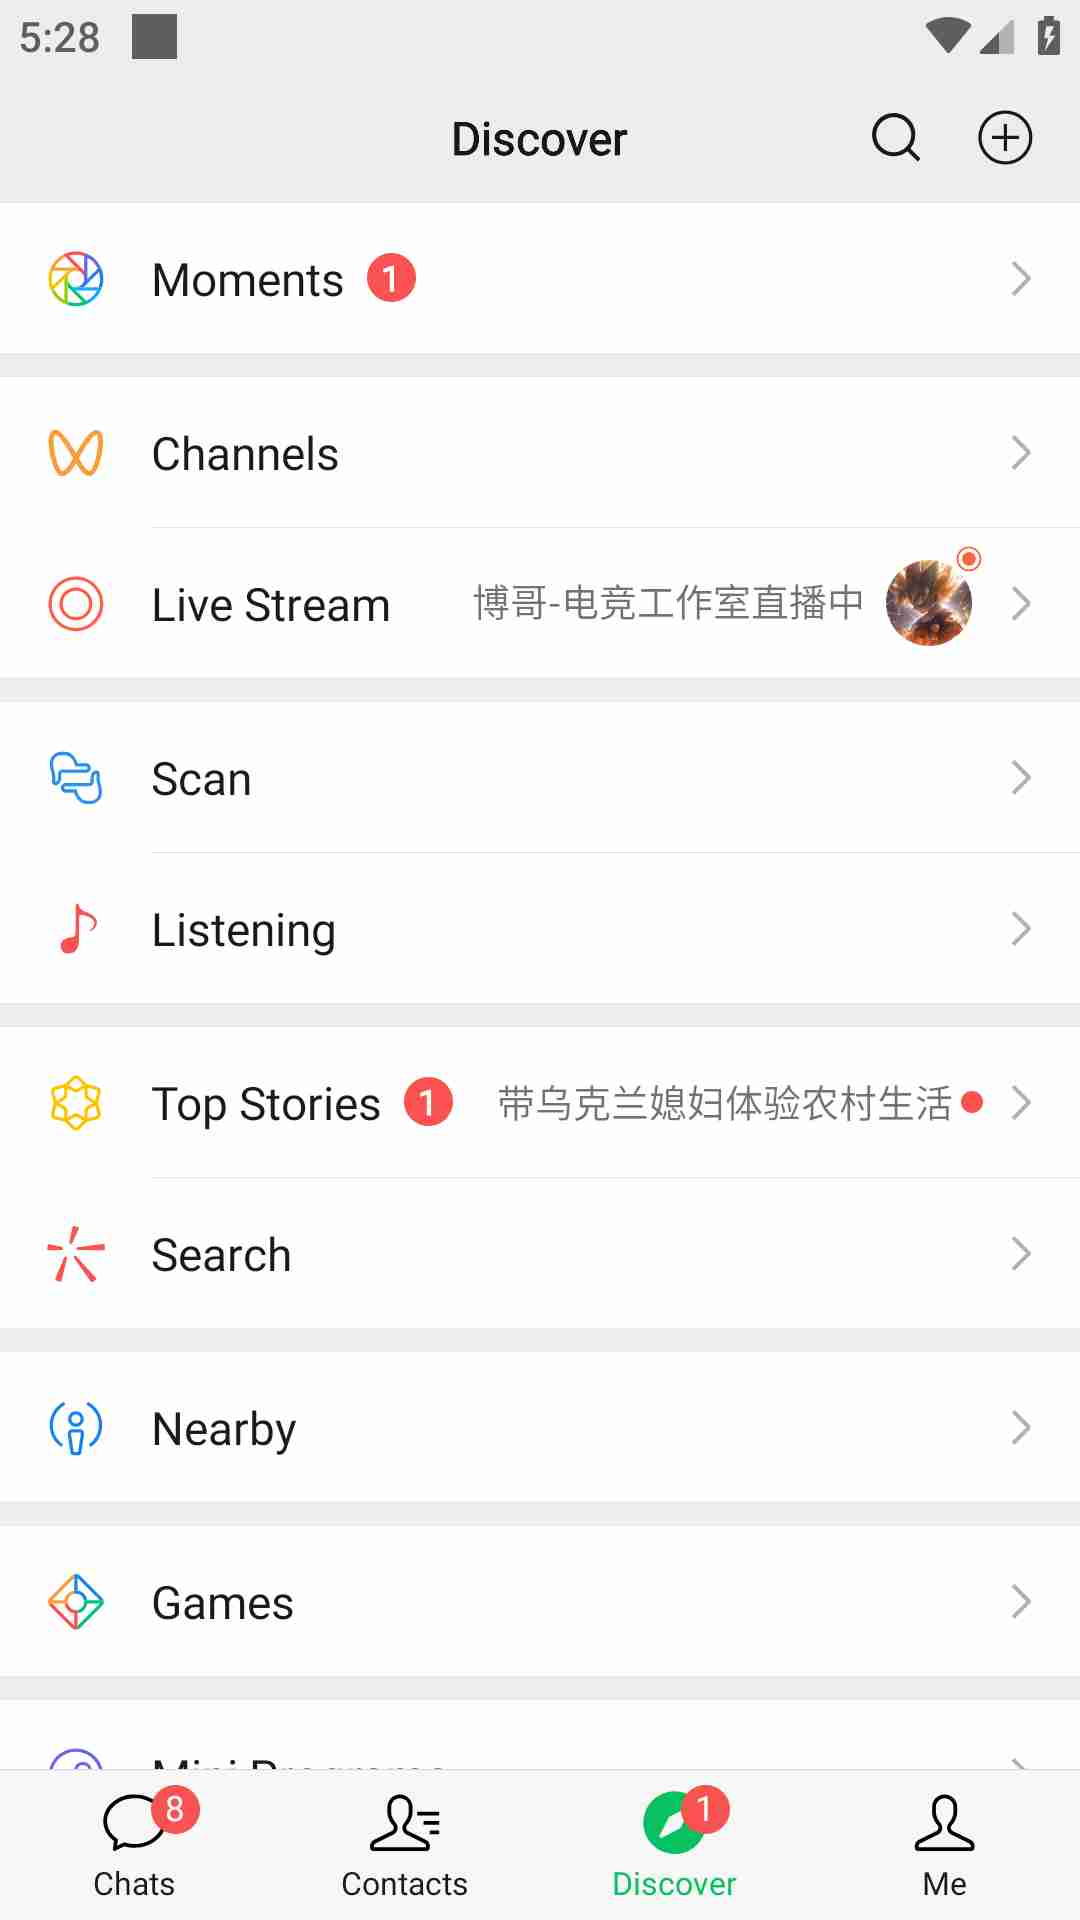 5:28
Discover
Moments 1
Channels
Live Stream 博哥-电竞工作室直播中
Scan
Listening
Top Stories 1 带乌克兰媳妇体验农村生活
Search
Nearby
Games
Mini Programs
8 1
Chats Contacts Discover Me